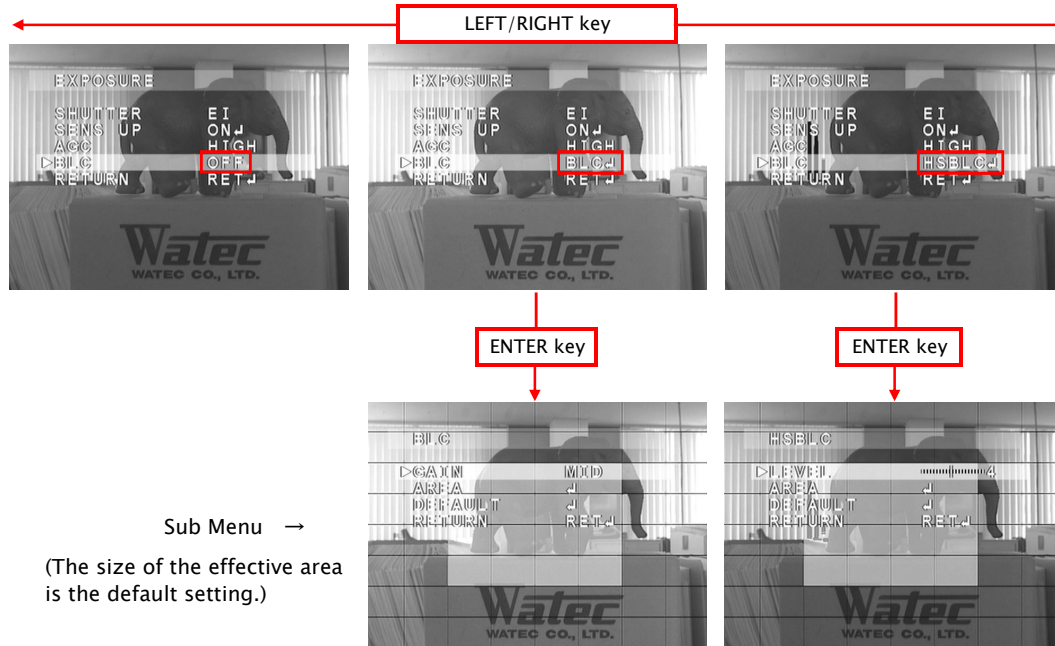 LEFT/RIGHT key
EXPOSURE
SHUTTER EI
SENS UP ON↲
AGC HIGH
▷BLC OFF
RETURN RET↲
Watec
WATEC CO., LTD.
EXPOSURE
SHUTTER EI
SENS UP ON↲
AGC HIGH
▷BLC BLC↲
RETURN RET↲
Watec
WATEC CO., LTD.
EXPOSURE
SHUTTER EI
SENS UP ON↲
AGC HIGH
▷BLC HSBLC↲
RETURN RET↲
Watec
WATEC CO., LTD.
ENTER key
ENTER key
Sub Menu →
(The size of the effective area
is the default setting.)
BLC
▷GAIN MID
AREA ↲
DEFAULT ↲
RETURN RET↲
Watec
WATEC CO., LTD.
HSBLC
▷LEVEL 4
AREA ↲
DEFAULT ↲
RETURN RET↲
Watec
WATEC CO., LTD.